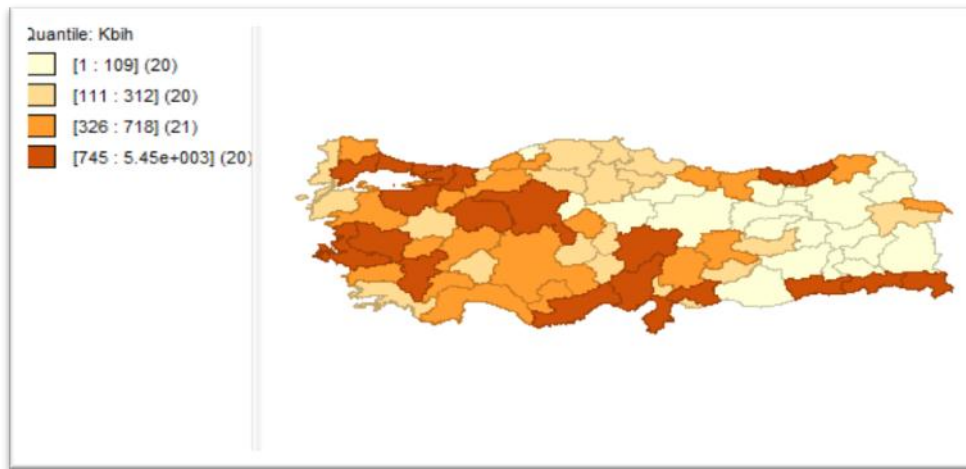 Quantile: Kbih
[1 : 109] (20)
[111 : 312] (20)
[326 : 718] (21)
[745 : 5.45e+003] (20)